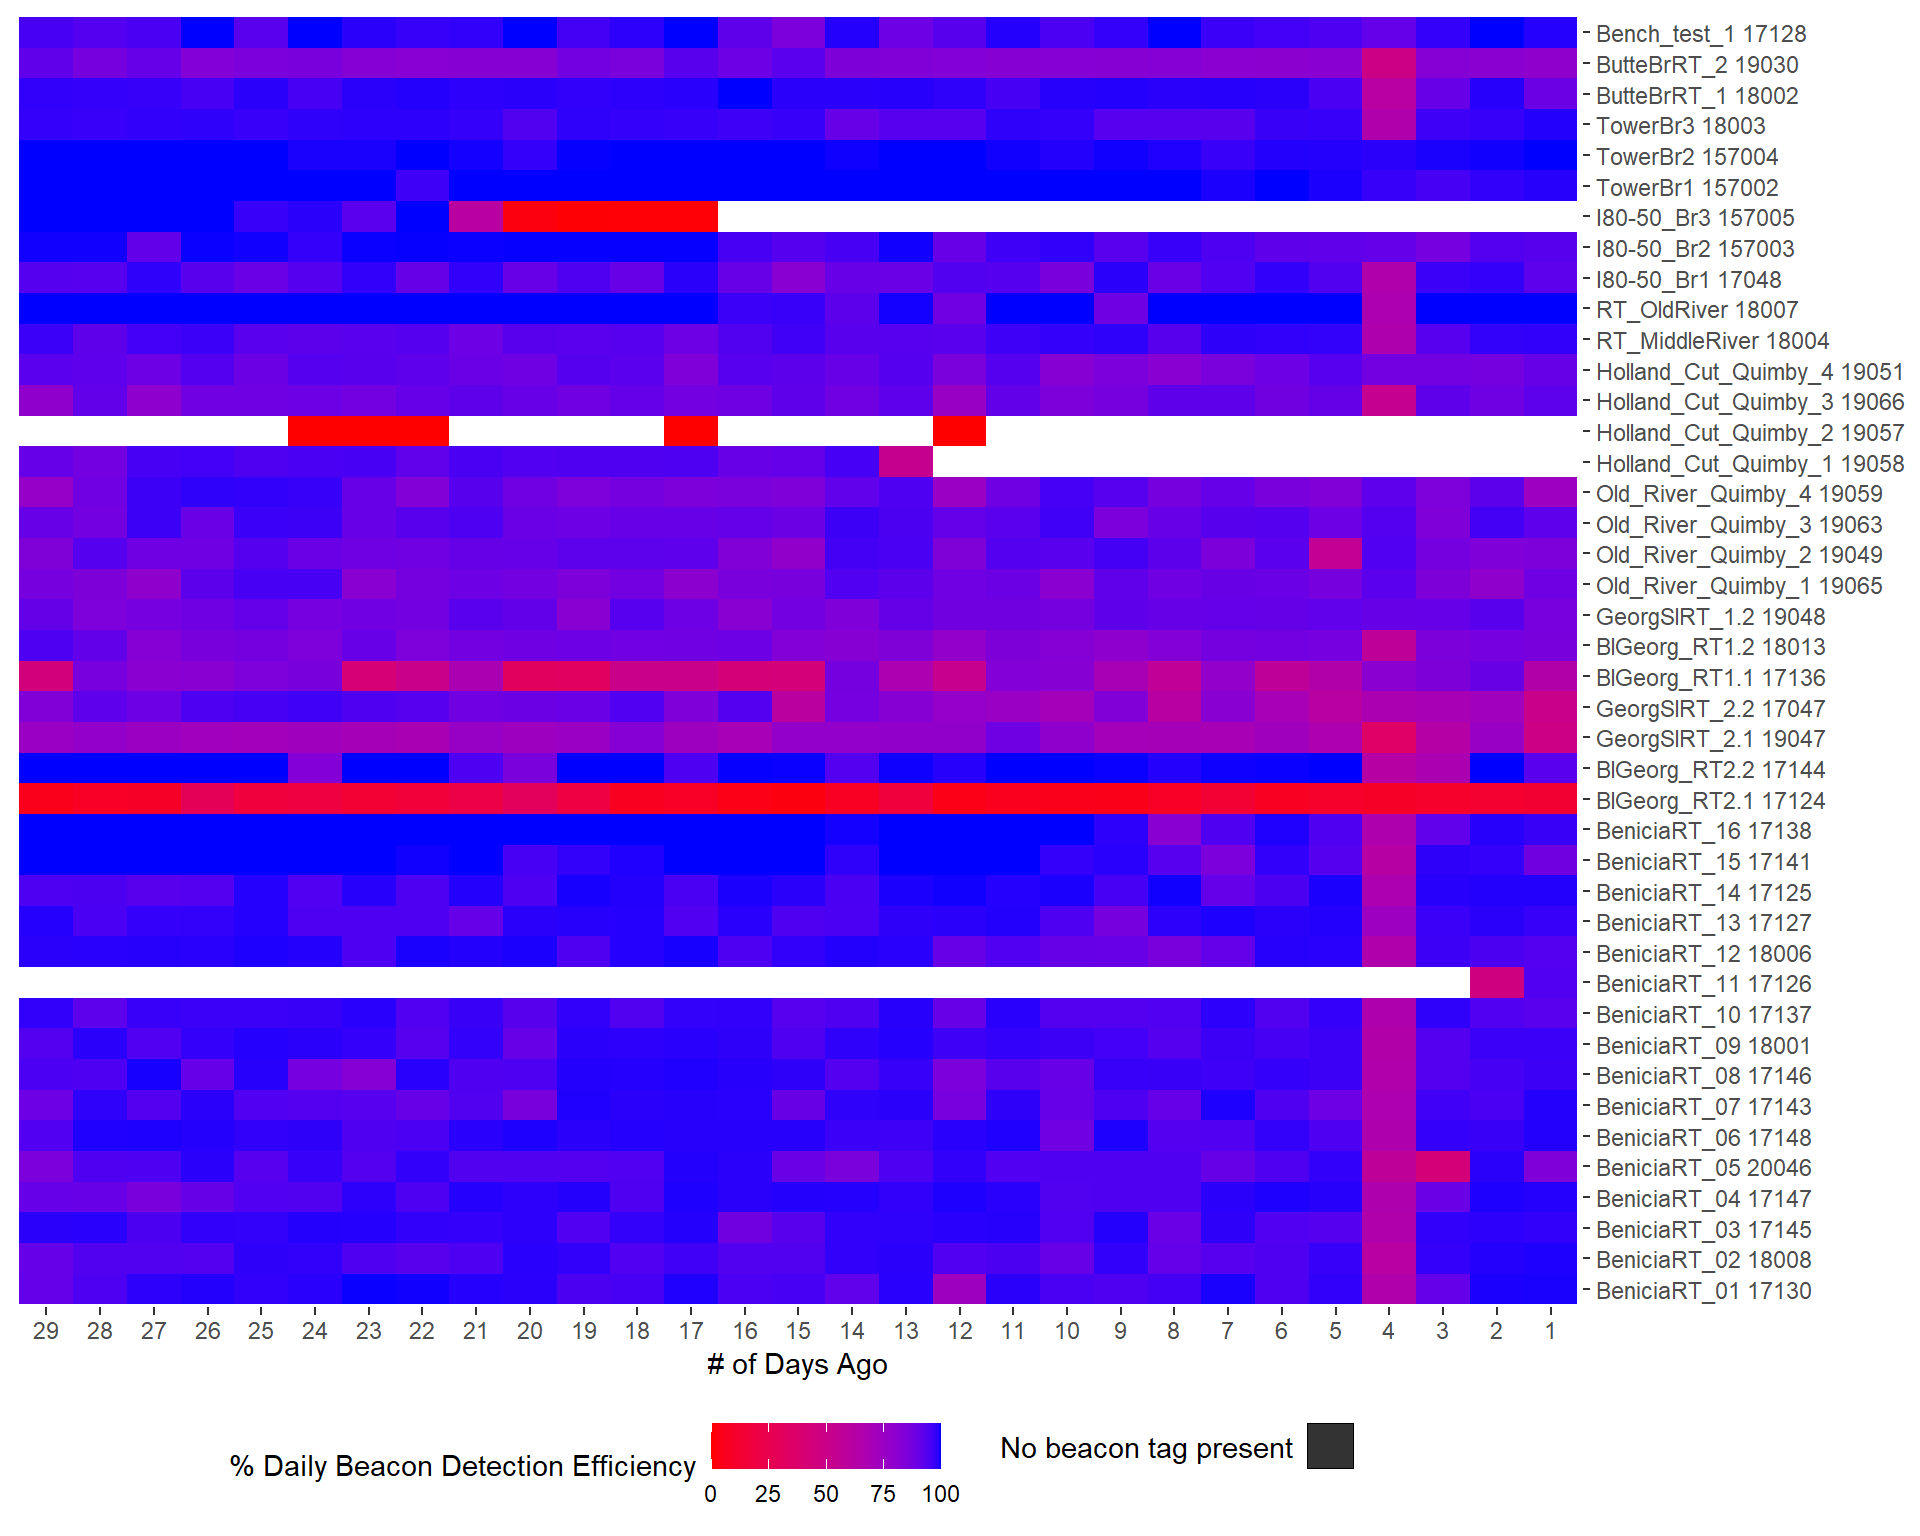 Bench_test_1 17128
ButteBrRT_2 19030
ButteBrRT_1 18002
TowerBr3 18003
TowerBr2 157004
TowerBr1 157002
I80-50_Br3 157005
I80-50_Br2 157003
I80-50_Br1 17048
RT_OldRiver 18007
RT_MiddleRiver 18004
Holland_Cut_Quimby_4 19051
Holland_Cut_Quimby_3 19066
Holland_Cut_Quimby_2 19057
Holland_Cut_Quimby_1 19058
Old_River_Quimby_4 19059
Old_River_Quimby_3 19063
Old_River_Quimby_2 19049
Old_River_Quimby_1 19065
GeorgSlRT_1.2 19048
BlGeorg_RT1.2 18013
BlGeorg_RT1.1 17136
GeorgSlRT_2.2 17047
GeorgSlRT_2.1 19047
BlGeorg_RT2.2 17144
BlGeorg_RT2.1 17124
BeniciaRT_16 17138
BeniciaRT_15 17141
BeniciaRT_14 17125
BeniciaRT_13 17127
BeniciaRT_12 18006
BeniciaRT_11 17126
BeniciaRT_10 17137
BeniciaRT_09 18001
BeniciaRT_08 17146
BeniciaRT_07 17143
BeniciaRT_06 17148
BeniciaRT_05 20046
BeniciaRT_04 17147
BeniciaRT_03 17145
BeniciaRT_02 18008
BeniciaRT_01 17130
29 28 27 26 25 24 23 22 21 20 19 18 17 16 15 14 13 12 11 10 9 8 7 6 5 4 3 2 1
# of Days Ago
% Daily Beacon Detection Efficiency
0 25 50 75 100
No beacon tag present